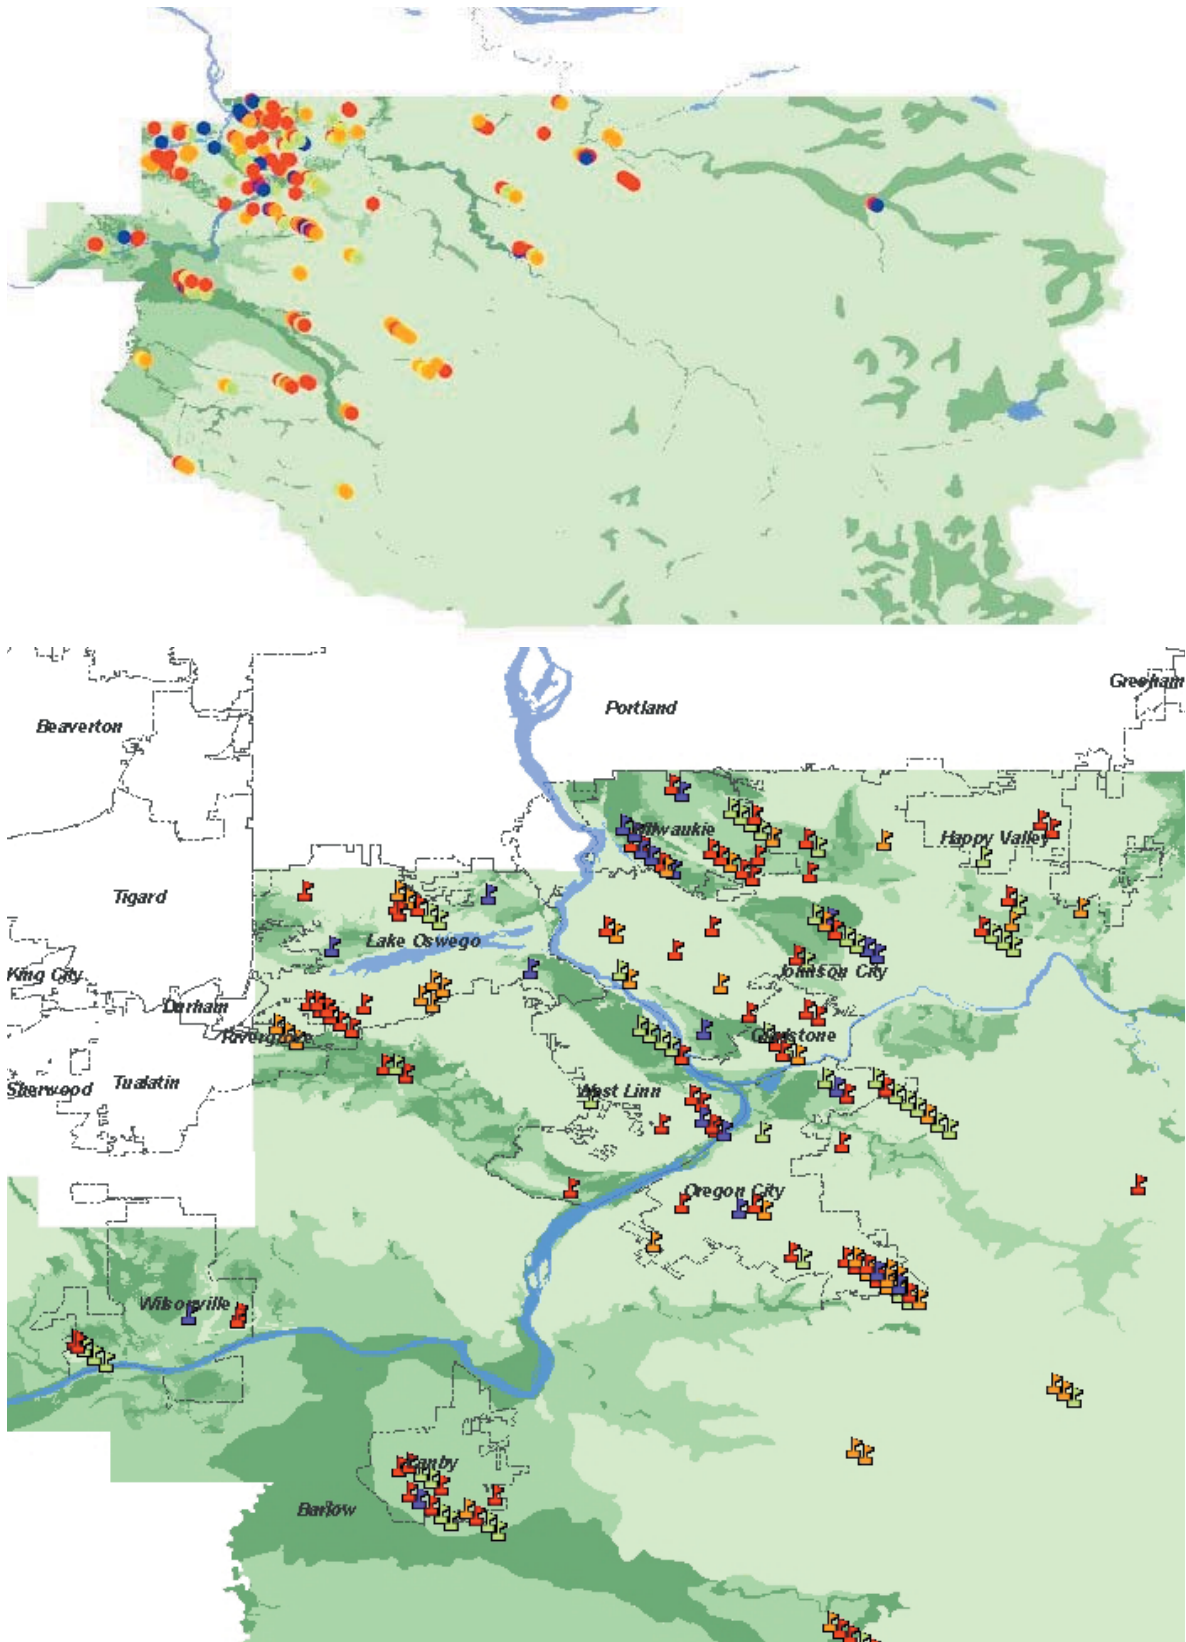 Portland
Gresham
Beaverton
Milwaukie
Happy Valley
Tigard
Lake Oswego
King City
Johnson City
Durham
Rivergrove
Gladstone
Sherwood
Tualatin
West Linn
Oregon City
Wilsonville
Canby
Barlow